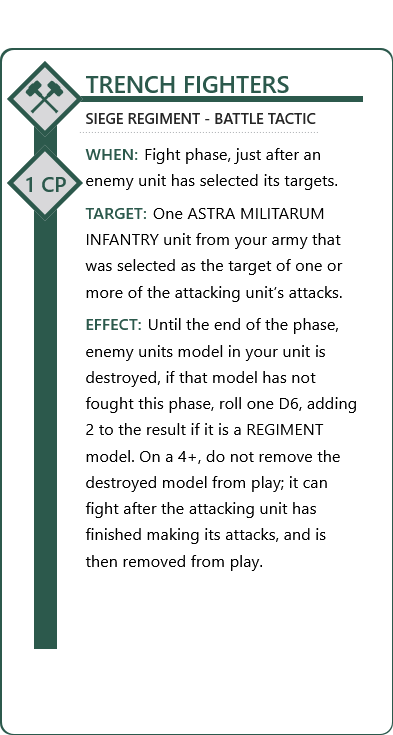 TRENCH FIGHTERS
SIEGE REGIMENT - BATTLE TACTIC
1 CP
WHEN: Fight phase, just after an
enemy unit has selected its targets.
TARGET: One ASTRA MILITARUM
INFANTRY unit from your army that
was selected as the target of one or
more of the attacking unit’s attacks.
EFFECT: Until the end of the phase,
enemy units model in your unit is
destroyed, if that model has not
fought this phase, roll one D6, adding
2 to the result if it is a REGIMENT
model. On a 4+, do not remove the
destroyed model from play; it can
fight after the attacking unit has
finished making its attacks, and is
then removed from play.